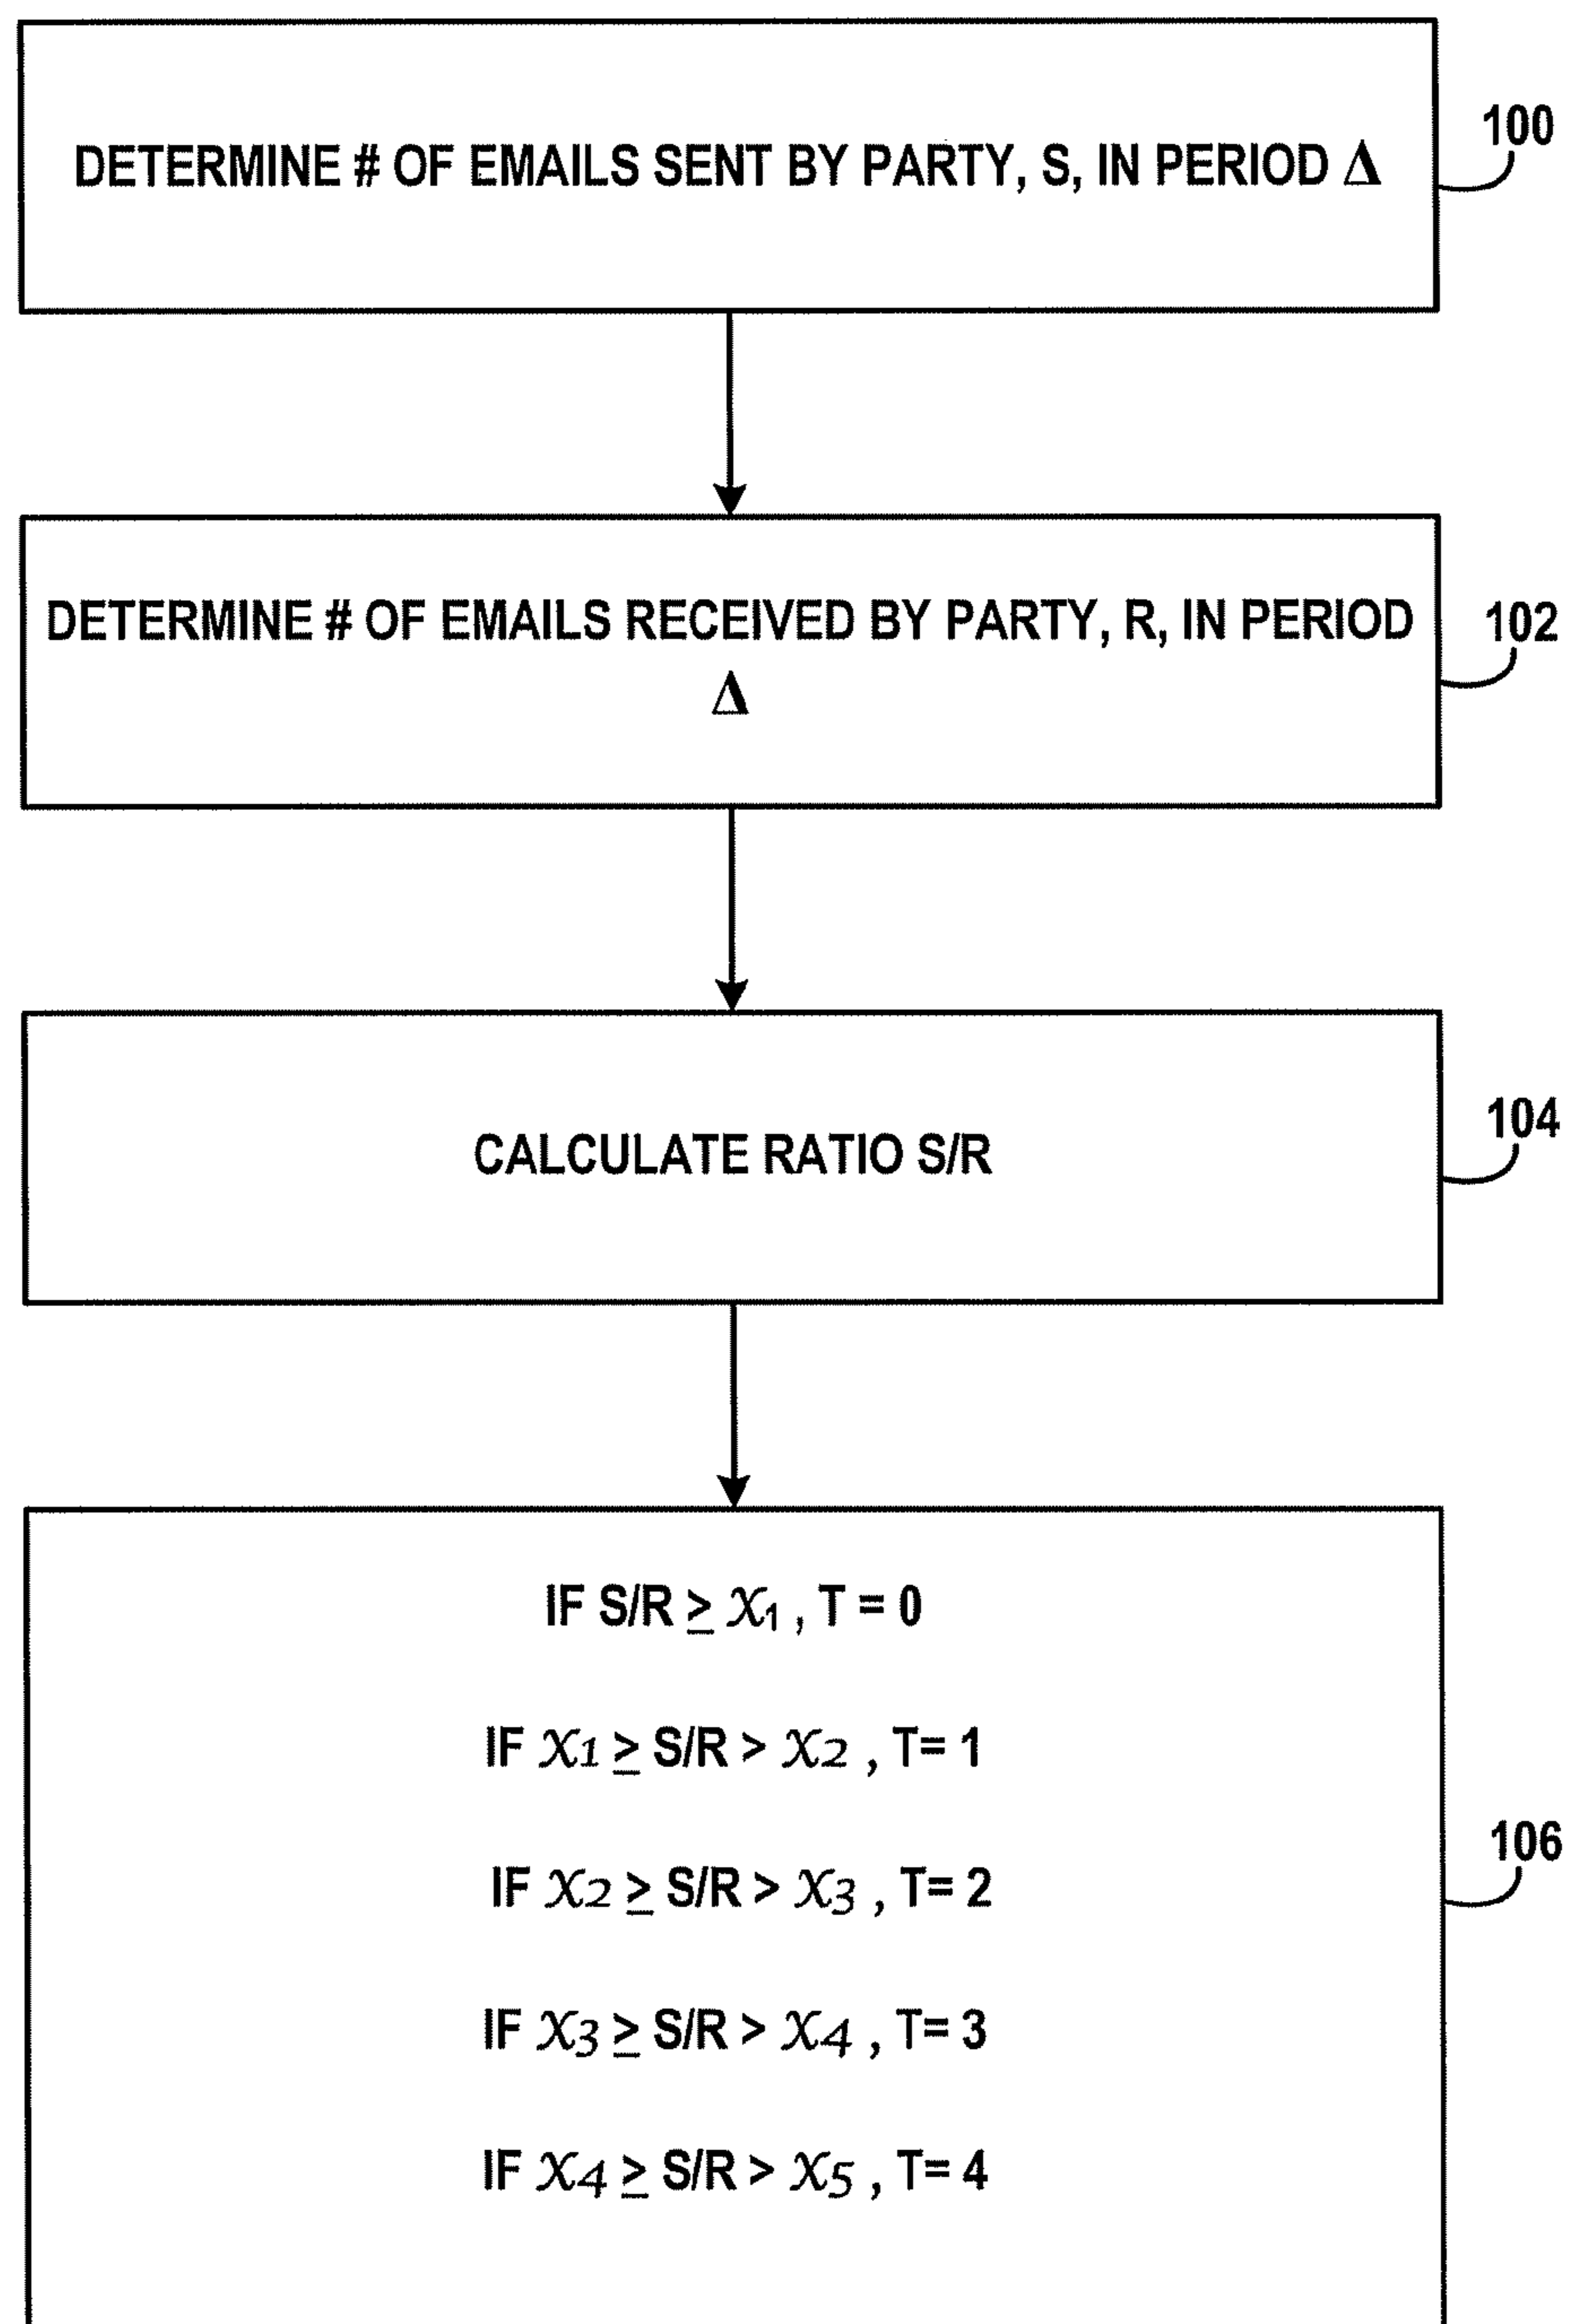 DETERMINE # OF EMAILS SENT BY PARTY, S, IN PERIOD Δ
100
DETERMINE # OF EMAILS RECEIVED BY PARTY, R, IN PERIOD
Δ
102
CALCULATE RATIO S/R
104
IF S/R ≥ x1 , T = 0
IF x1 ≥ S/R > x2 , T= 1
IF x2 ≥ S/R > x3 , T= 2
106
IF x3 ≥ S/R > x4 , T= 3
IF x4 ≥ S/R > x5 , T= 4